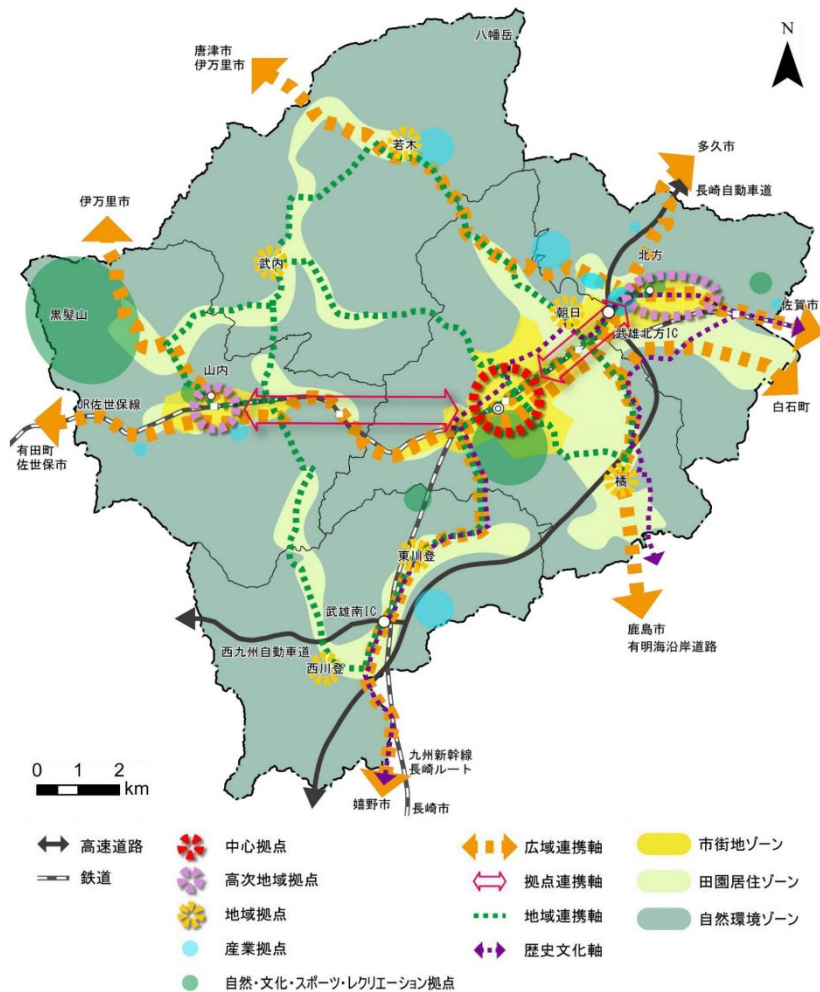 八幡岳
N
唐津市
伊万里市
多久市
長崎自動車道
若木
伊万里市
北方
武内
黒髪山
朝日
佐賀市
武雄北方IC
山内
JR佐世保線
白石町
有田町
佐世保市
橘
東川登
武雄南IC
鹿島市
有明海沿岸道路
西九州自動車道
西川登
九州新幹線
長崎ルート
0 1 2
km
嬉野市
長崎市
高速道路
中心拠点
広域連携軸
市街地ゾーン
鉄道
高次地域拠点
拠点連携軸
田園居住ゾーン
地域拠点
地域連携軸
自然環境ゾーン
産業拠点
歴史文化軸
自然・文化・スポーツ・レクリエーション拠点